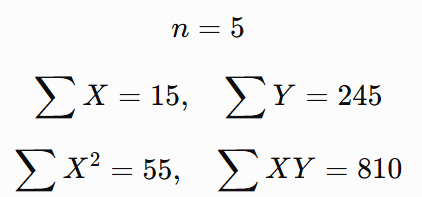 n = 5
∑X = 15, ∑Y = 245
∑X² = 55, ∑XY = 810